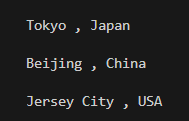 Tokyo , Japan
Beijing , China
Jersey City , USA